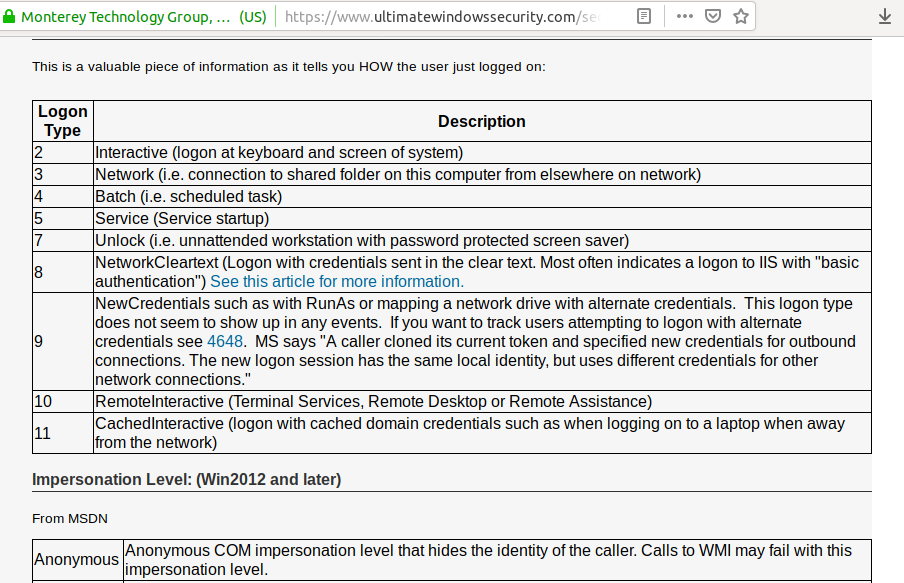 Monterey Technology Group, ... (US) https://www.ultimatewindowssecurity.com/se
This is a valuable piece of information as it tells you HOW the user just logged on:
Logon Type Description
2 Interactive (logon at keyboard and screen of system)
3 Network (i.e. connection to shared folder on this computer from elsewhere on network)
4 Batch (i.e. scheduled task)
5 Service (Service startup)
7 Unlock (i.e. unnattended workstation with password protected screen saver)
8 NetworkCleartext (Logon with credentials sent in the clear text. Most often indicates a logon to IIS with "basic
authentication") See this article for more information.
9 NewCredentials such as with RunAs or mapping a network drive with alternate credentials.  This logon type
does not seem to show up in any events.  If you want to track users attempting to logon with alternate
credentials see 4648.  MS says "A caller cloned its current token and specified new credentials for outbound
connections. The new logon session has the same local identity, but uses different credentials for other
network connections."
10 RemoteInteractive (Terminal Services, Remote Desktop or Remote Assistance)
11 CachedInteractive (logon with cached domain credentials such as when logging on to a laptop when away
from the network)
Impersonation Level: (Win2012 and later)
From MSDN
Anonymous Anonymous COM impersonation level that hides the identity of the caller. Calls to WMI may fail with this
impersonation level.